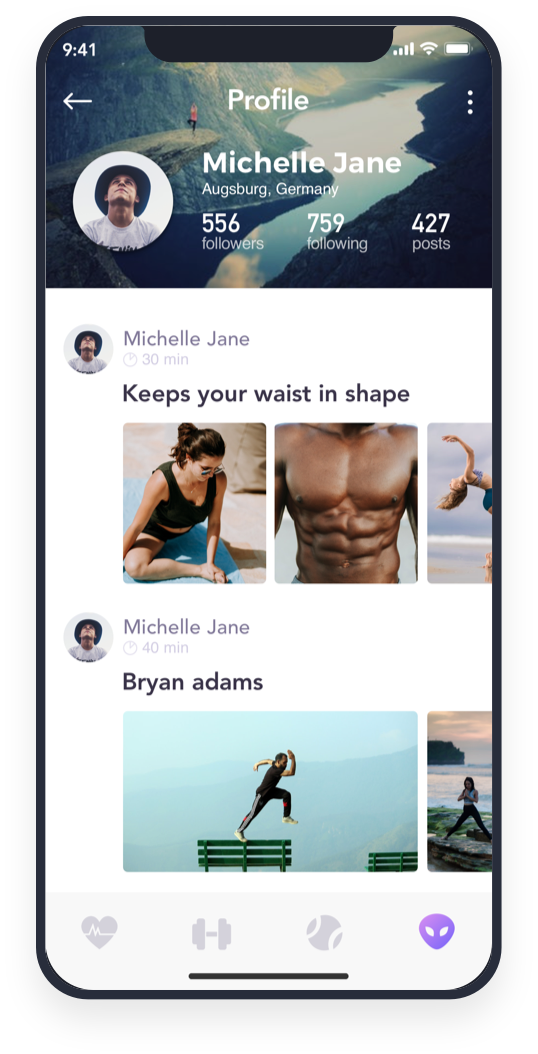 9:41
Profile
Michelle Jane
Augsburg, Germany
556 759 427
followers following posts
Michelle Jane
30 min
Keeps your waist in shape
Michelle Jane
40 min
Bryan adams